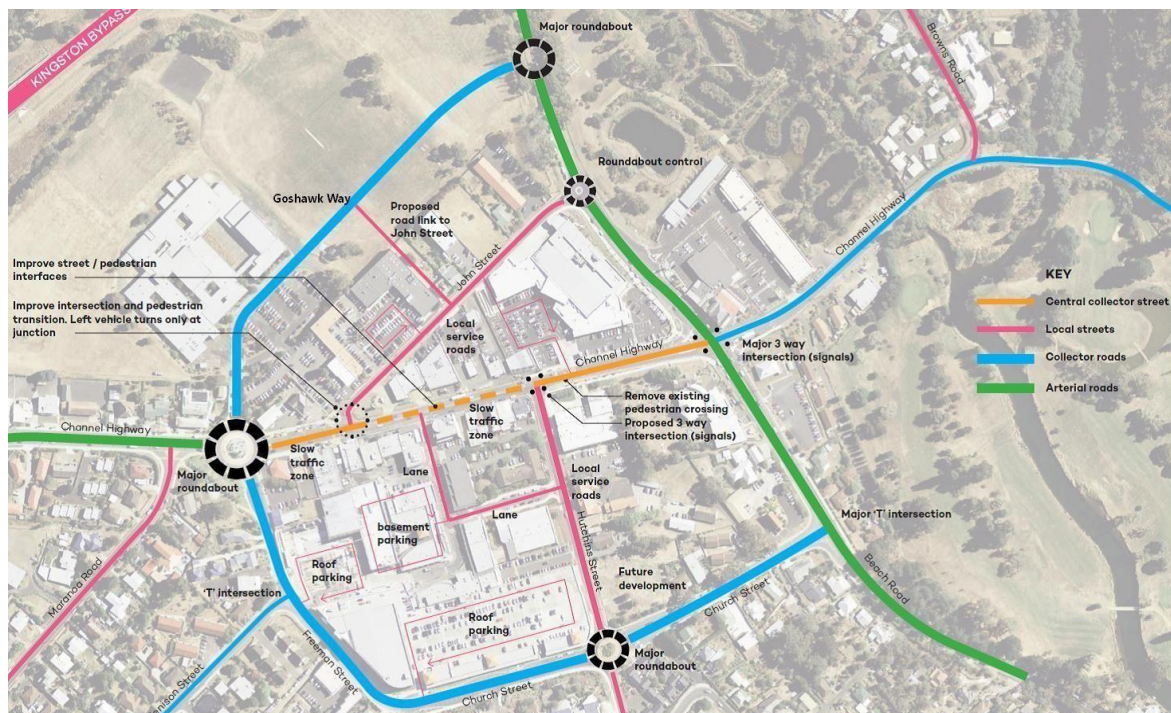 KINGSTON BYPASS
Major roundabout
Browns Road
Roundabout control
Goshawk Way
Proposed
road link to
John Street
John Street
Channel Highway
Improve street / pedestrian
interfaces
Improve intersection and pedestrian
transition. Left vehicle turns only at
junction
Local
service
roads
Channel Highway
Major 3 way
intersection (signals)
KEY
Central collector street
Local streets
Collector roads
Arterial roads
Remove existing
pedestrian crossing
Proposed 3 way
intersection (signals)
Slow
traffic
zone
Channel Highway
Slow
traffic
zone
Major
roundabout
Lane
Local
service
roads
Lane
basement
parking
Hutchins Street
Major 'T' intersection
Maranoa Road
Roof
parking
'T' intersection
Future
development
Church Street
Beach Road
Roof
parking
Freeman Street
Major
roundabout
Church Street
Street